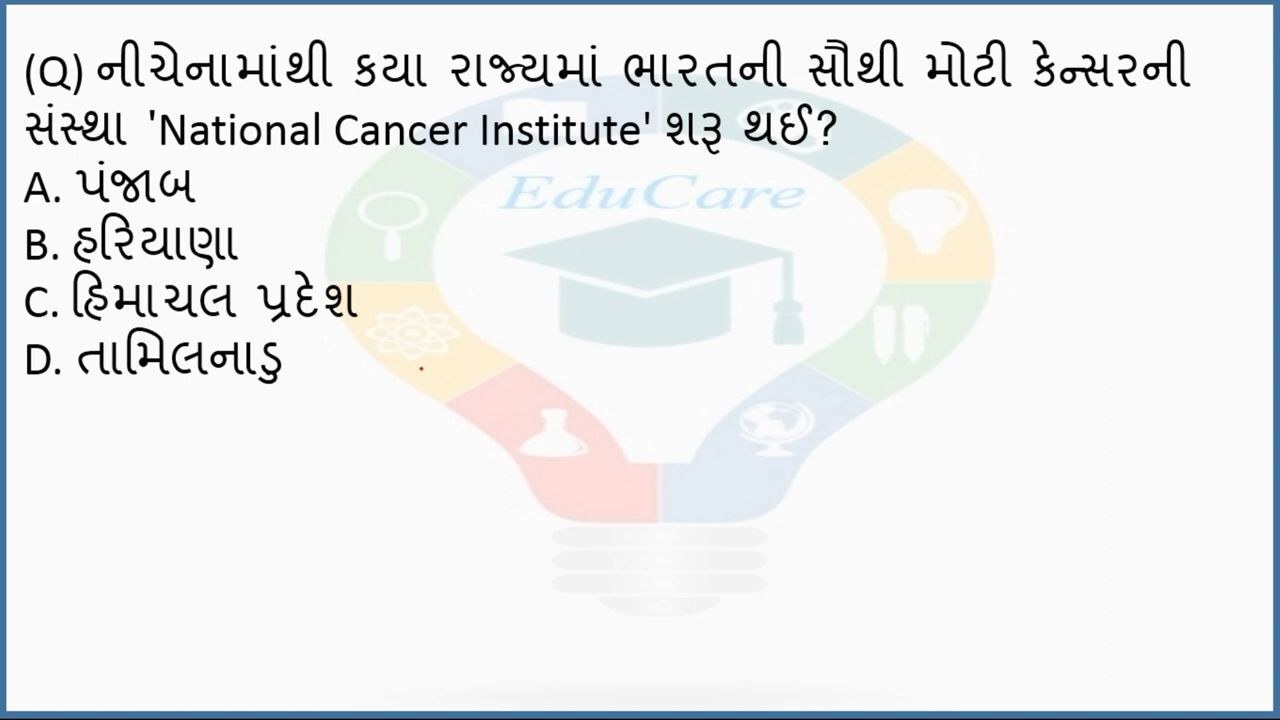 (Q) નીચેનામાંથી કયા રાજ્યમાં ભારતની સૌથી મોટી કેન્સરની
સંસ્થા 'National Cancer Institute' શરૂ થઈ?
A. પંજાબ
B. હરિયાણા
C. હિમાચલ પ્રદેશ
D. તામિલનાડુ
EduCare